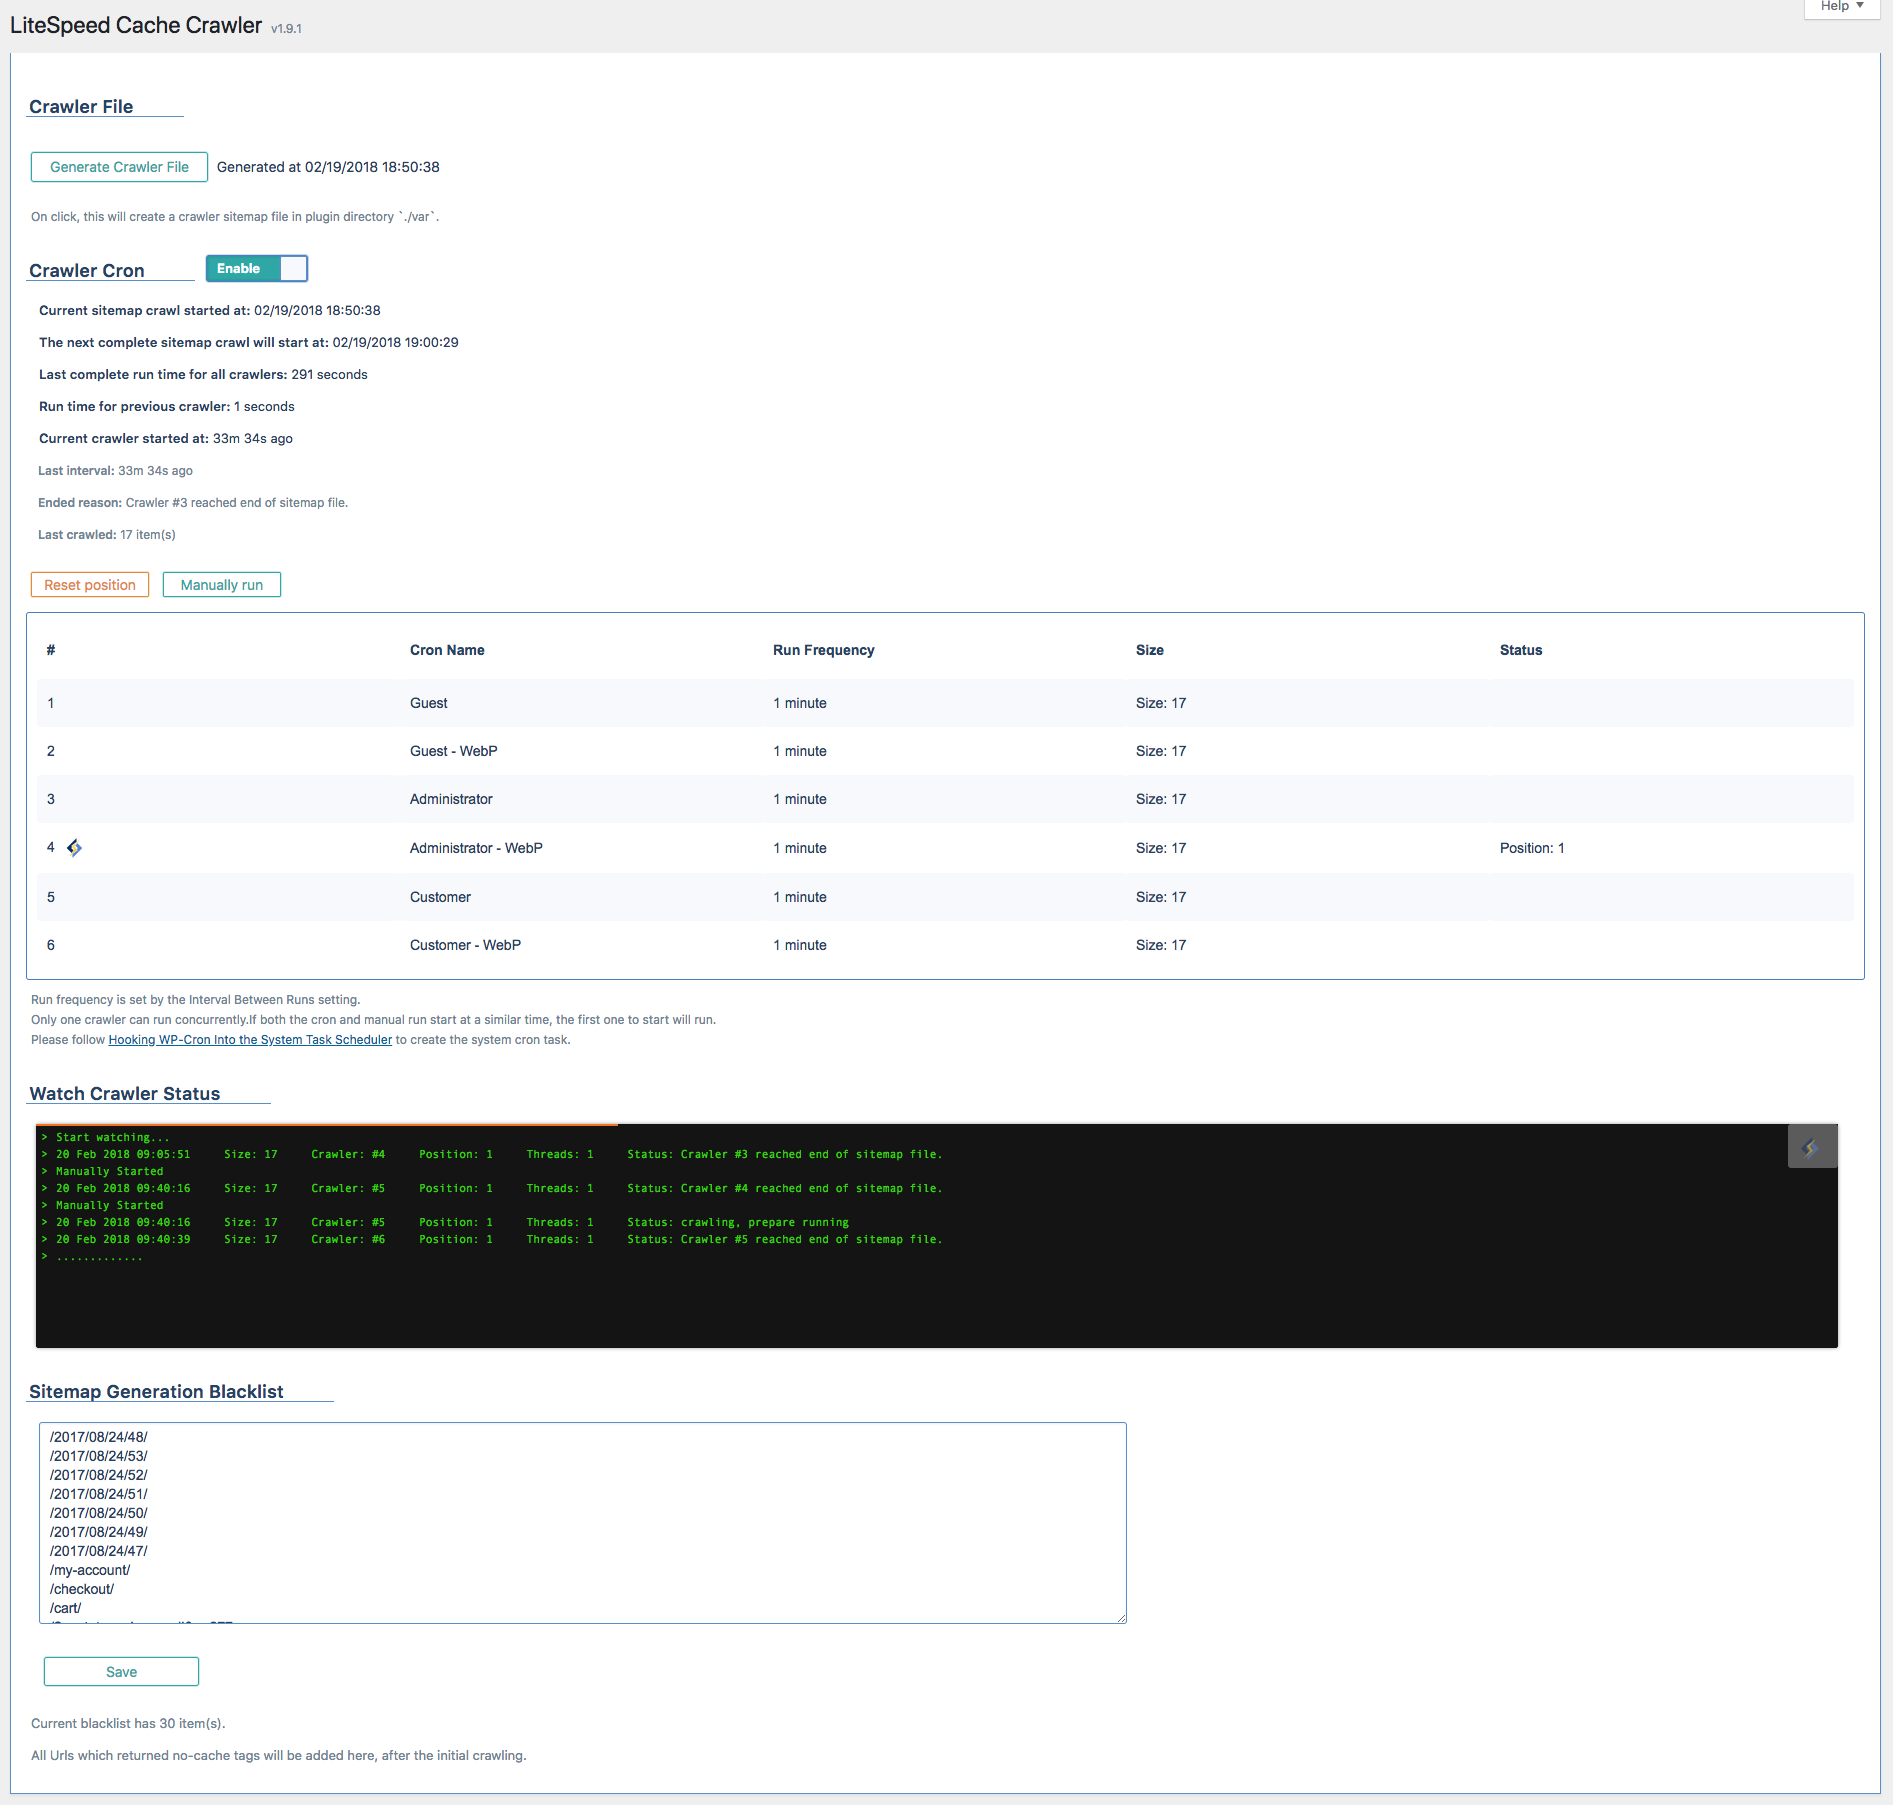 Help ▼
LiteSpeed Cache Crawler v1.9.1
Crawler File
Generate Crawler File Generated at 02/19/2018 18:50:38
On click, this will create a crawler sitemap file in plugin directory `./var`.
Crawler Cron Enable
Current sitemap crawl started at: 02/19/2018 18:50:38
The next complete sitemap crawl will start at: 02/19/2018 19:00:29
Last complete run time for all crawlers: 291 seconds
Run time for previous crawler: 1 seconds
Current crawler started at: 33m 34s ago
Last interval: 33m 34s ago
Ended reason: Crawler #3 reached end of sitemap file.
Last crawled: 17 item(s)
Reset position Manually run
# Cron Name Run Frequency Size Status
1 Guest 1 minute Size: 17
2 Guest - WebP 1 minute Size: 17
3 Administrator 1 minute Size: 17
4 Administrator - WebP 1 minute Size: 17 Position: 1
5 Customer 1 minute Size: 17
6 Customer - WebP 1 minute Size: 17
Run frequency is set by the Interval Between Runs setting.
Only one crawler can run concurrently.If both the cron and manual run start at a similar time, the first one to start will run.
Please follow Hooking WP-Cron Into the System Task Scheduler to create the system cron task.
Watch Crawler Status
> Start watching...
> 20 Feb 2018 09:05:51 Size: 17 Crawler: #4 Position: 1 Threads: 1 Status: Crawler #3 reached end of sitemap file.
> Manually Started
> 20 Feb 2018 09:40:16 Size: 17 Crawler: #5 Position: 1 Threads: 1 Status: Crawler #4 reached end of sitemap file.
> Manually Started
> 20 Feb 2018 09:40:16 Size: 17 Crawler: #5 Position: 1 Threads: 1 Status: crawling, prepare running
> 20 Feb 2018 09:40:39 Size: 17 Crawler: #6 Position: 1 Threads: 1 Status: Crawler #5 reached end of sitemap file.
> .............
Sitemap Generation Blacklist
/2017/08/24/48/
/2017/08/24/53/
/2017/08/24/52/
/2017/08/24/51/
/2017/08/24/50/
/2017/08/24/49/
/2017/08/24/47/
/my-account/
/checkout/
/cart/
Save
Current blacklist has 30 item(s).
All Urls which returned no-cache tags will be added here, after the initial crawling.